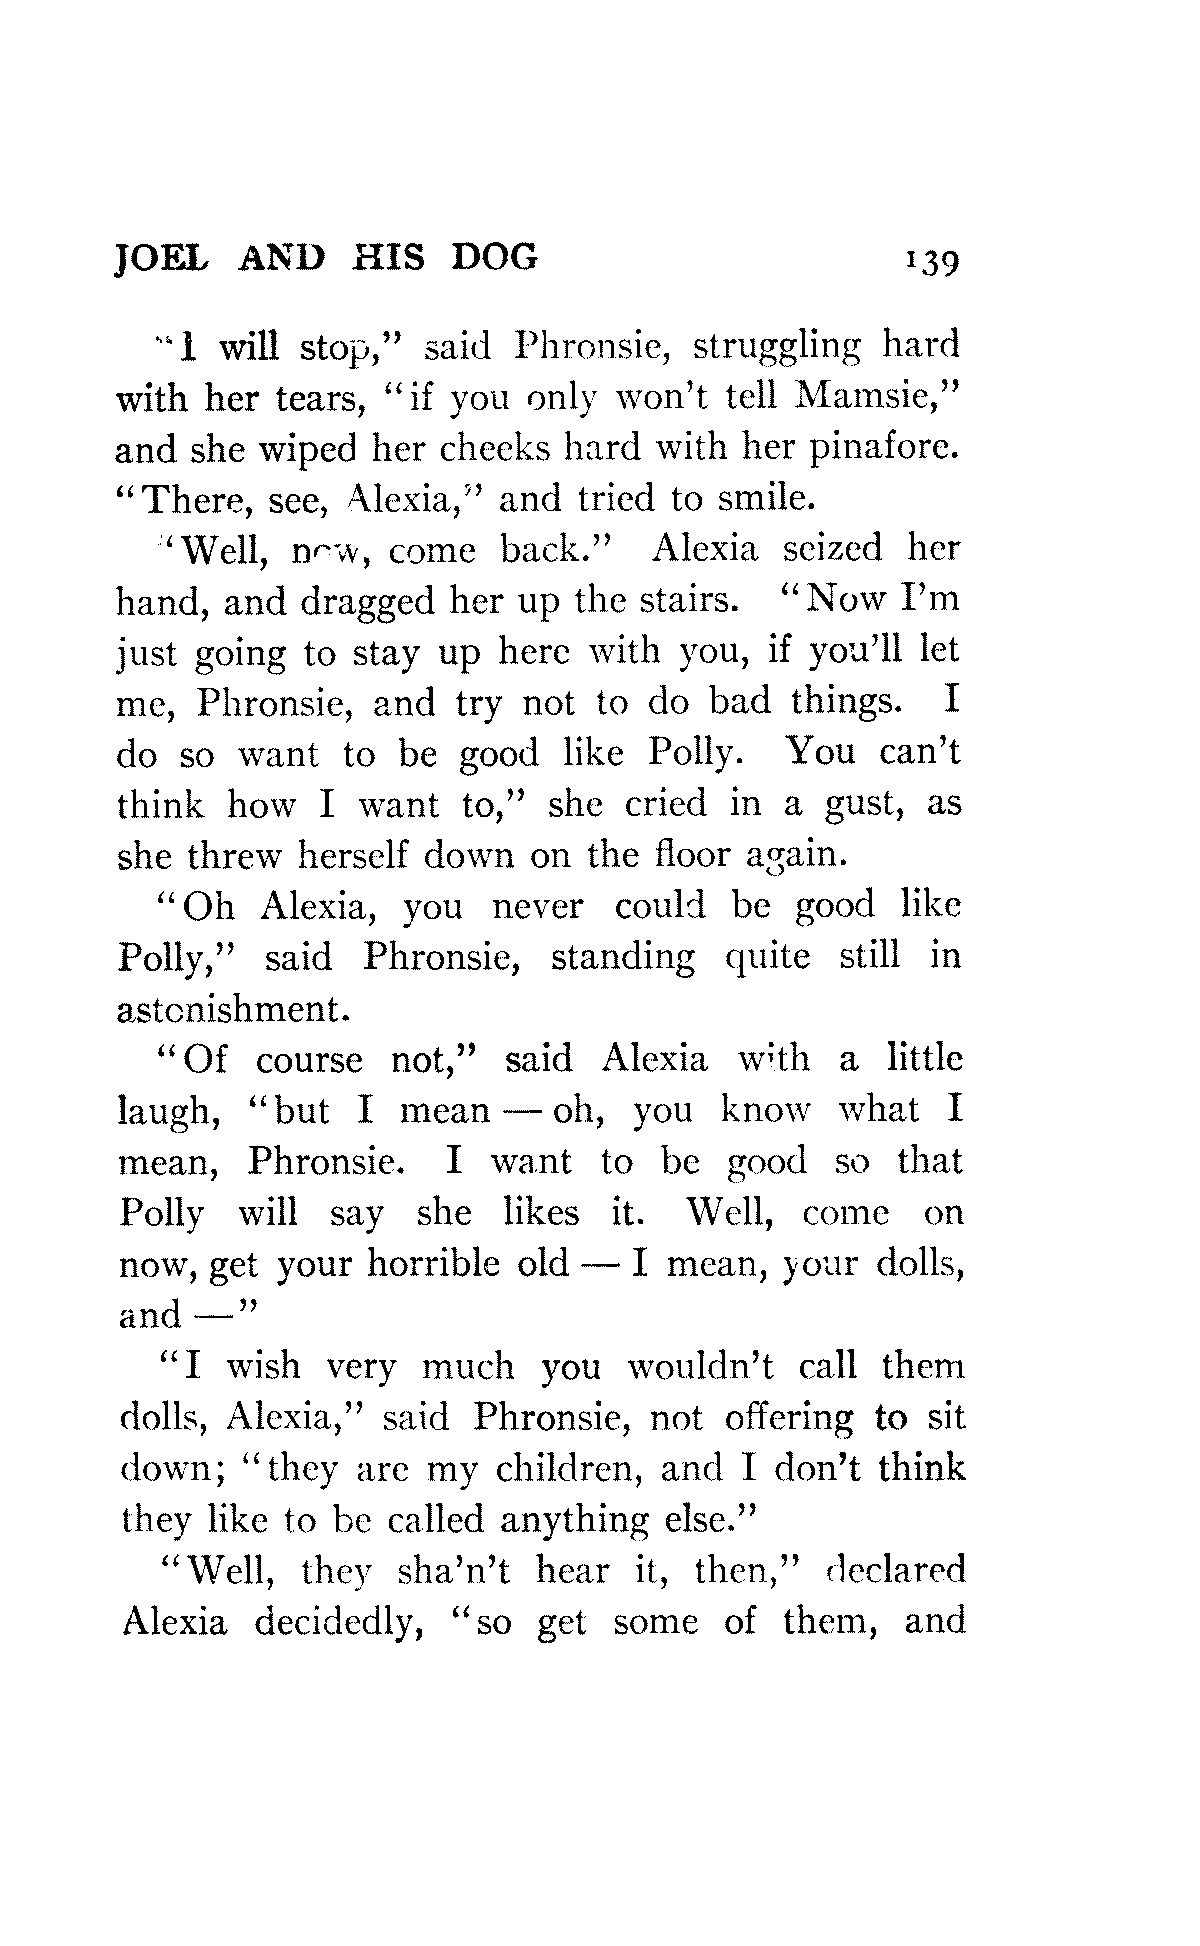 JOEL AND HIS DOG 139
"I will stop," said Phronsie, struggling hard
with her tears, "if you only won't tell Mamsie,"
and she wiped her cheeks hard with her pinafore.
"There, see, Alexia," and tried to smile.
"Well, now, come back." Alexia seized her
hand, and dragged her up the stairs. "Now I'm
just going to stay up here with you, if you'll let
me, Phronsie, and try not to do bad things. I
do so want to be good like Polly. You can't
think how I want to," she cried in a gust, as
she threw herself down on the floor again.
"Oh Alexia, you never could be good like
Polly," said Phronsie, standing quite still in
astonishment.
"Of course not," said Alexia with a little
laugh, "but I mean — oh, you know what I
mean, Phronsie. I want to be good so that
Polly will say she likes it. Well, come on
now, get your horrible old — I mean, your dolls,
and —"
"I wish very much you wouldn't call them
dolls, Alexia," said Phronsie, not offering to sit
down; "they are my children, and I don't think
they like to be called anything else."
"Well, they sha'n't hear it, then," declared
Alexia decidedly, "so get some of them, and